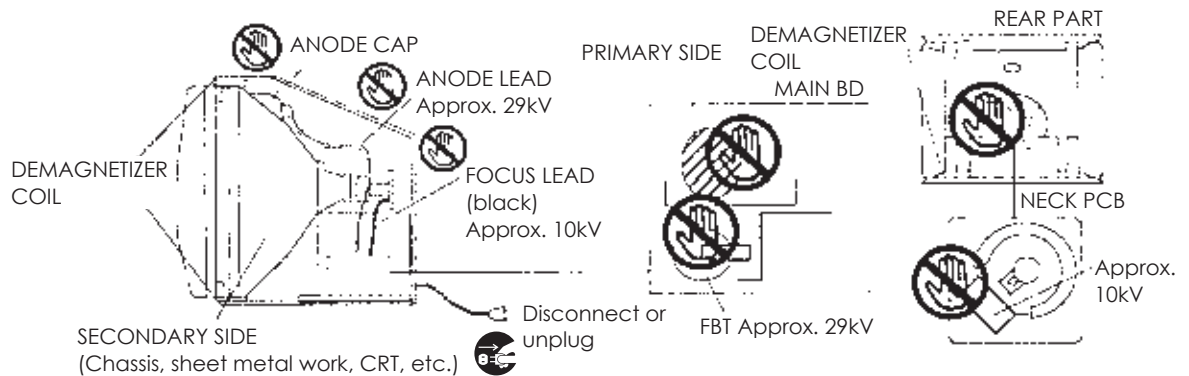 ANODE CAP
ANODE LEAD
Approx. 29kV
DEMAGNETIZER
COIL
FOCUS LEAD
(black)
Approx. 10kV
SECONDARY SIDE
(Chassis, sheet metal work, CRT, etc.)
Disconnect or
unplug
PRIMARY SIDE
DEMAGNETIZER
COIL
MAIN BD
FBT Approx. 29kV
REAR PART
NECK PCB
Approx.
10kV